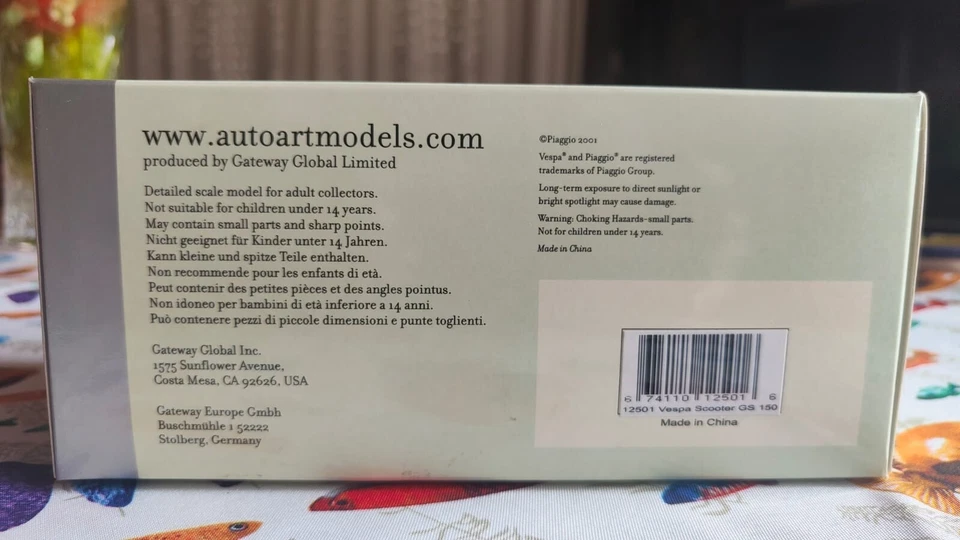 www.autoartmodels.com
produced by Gateway Global Limited
Detailed scale model for adult collectors.
Not suitable for children under 14 years.
May contain small parts and sharp points.
Nicht geeignet für Kinder unter 14 Jahren.
Kann kleine und spitze Teile enthalten.
Non recommende pour les enfants di età.
Peut contenir des petites pièces et des angles pointus.
Non idoneo per bambini di età inferiore a 14 anni.
Può contenere pezzi di piccole dimensioni e punte toglienti.
Gateway Global Inc.
1575 Sunflower Avenue,
Costa Mesa, CA 92626, USA
Gateway Europe Gmbh
Buschmühle 1 52222
Stolberg, Germany
©Piaggio 2001
Vespa® and Piaggio® are registered
trademarks of Piaggio Group.
Long-term exposure to direct sunlight or
bright spotlight may cause damage.
Warning: Choking Hazards-small parts.
Not for children under 14 years.
Made in China
6 74110 12501 6
12501 Vespa Scooter GS 150
Made in China